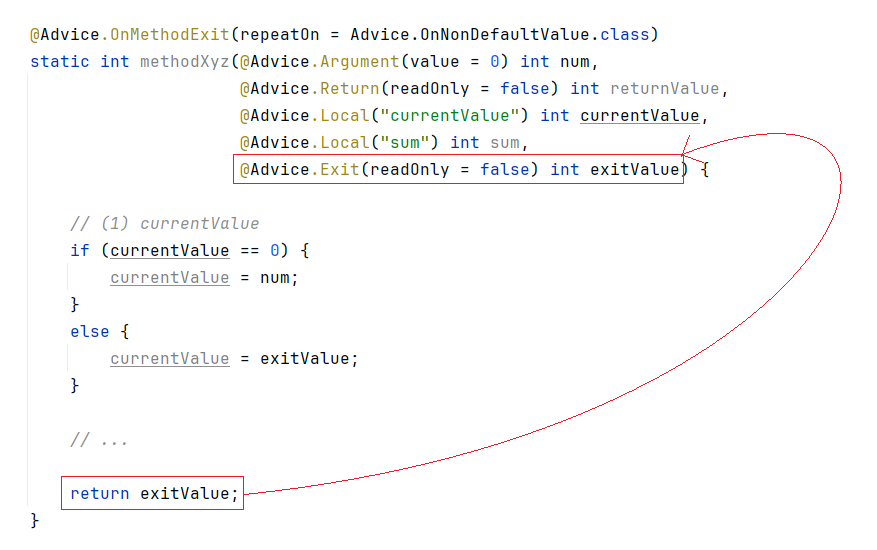 @Advice.OnMethodExit(repeatOn = Advice.OnNonDefaultValue.class)
static int methodXyz(@Advice.Argument(value = 0) int num,
@Advice.Return(readOnly = false) int returnValue,
@Advice.Local("currentValue") int currentValue,
@Advice.Local("sum") int sum,
@Advice.Exit(readOnly = false) int exitValue) {
// (1) currentValue
if (currentValue == 0) {
currentValue = num;
}
else {
currentValue = exitValue;
}
// ...
return exitValue;
}